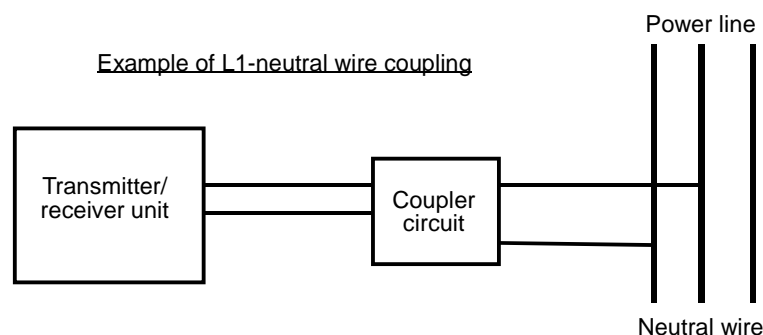 Power line
Example of L1-neutral wire coupling
Transmitter/
receiver unit
Coupler
circuit
Neutral wire